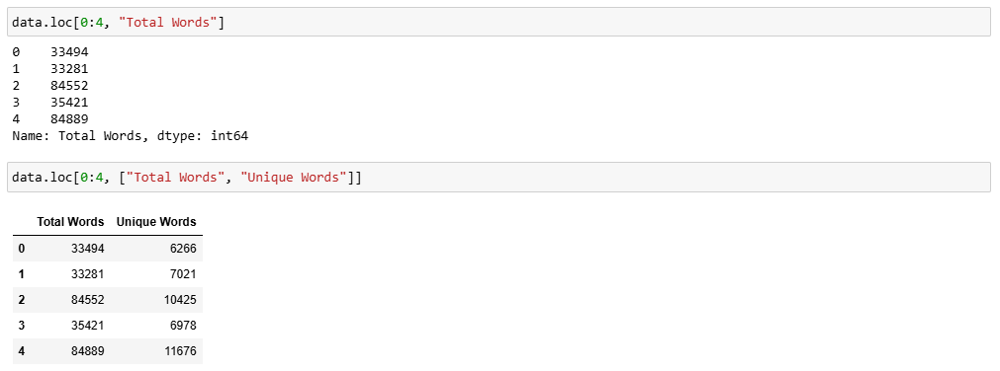 data.loc[0:4, "Total Words"]
0    33494
1    33281
2    84552
3    35421
4    84889
Name: Total Words, dtype: int64
data.loc[0:4, ["Total Words", "Unique Words"]]
Total Words Unique Words
0 33494 6266
1 33281 7021
2 84552 10425
3 35421 6978
4 84889 11676